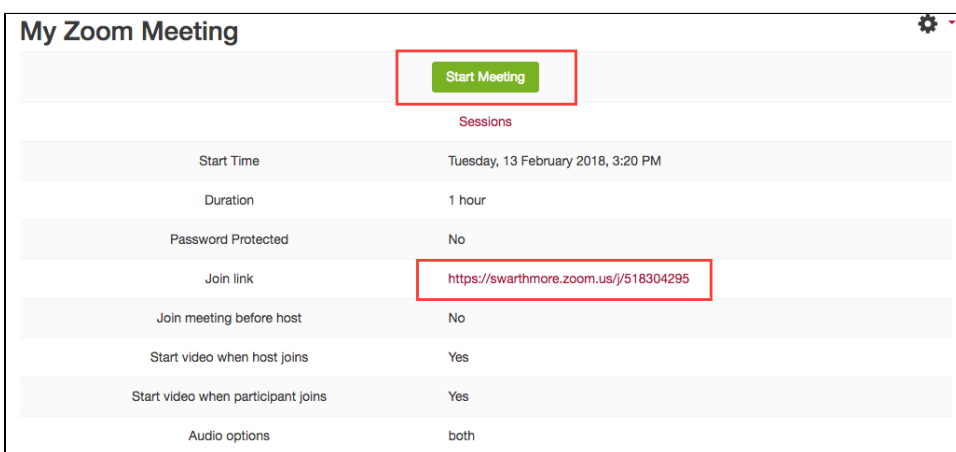 My Zoom Meeting
Start Meeting
Sessions
Start Time Tuesday, 13 February 2018, 3:20 PM
Duration 1 hour
Password Protected No
Join link https://swarthmore.zoom.us/j/518304295
Join meeting before host No
Start video when host joins Yes
Start video when participant joins Yes
Audio options both